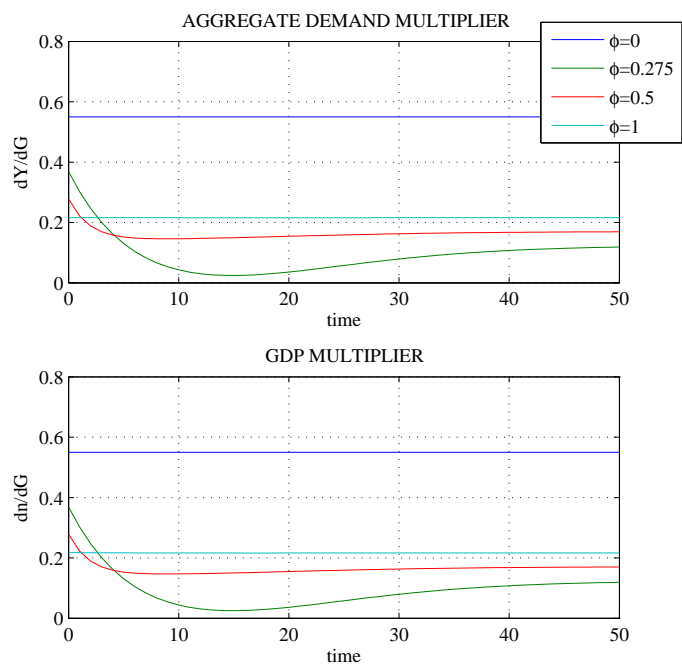 AGGREGATE DEMAND MULTIPLIER
ϕ=0
ϕ=0.275
ϕ=0.5
ϕ=1
dY/dG
0.8
0.6
0.4
0.2
0
0 10 20 30 40 50
time
GDP MULTIPLIER
dn/dG
0.8
0.6
0.4
0.2
0
0 10 20 30 40 50
time